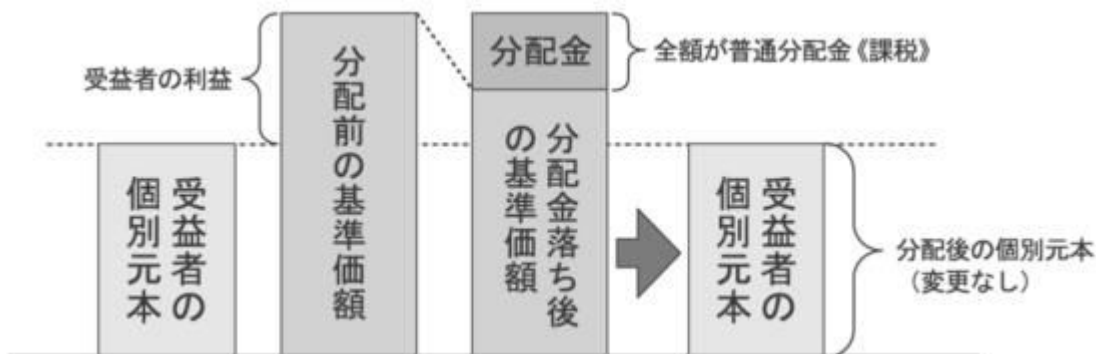 受益者の利益
受益者の
個別元本
分配前の基準価額
分配金
全額が普通分配金《課税》
分配金落ち後
の基準価額
受益者の
個別元本
分配後の個別元本
（変更なし）